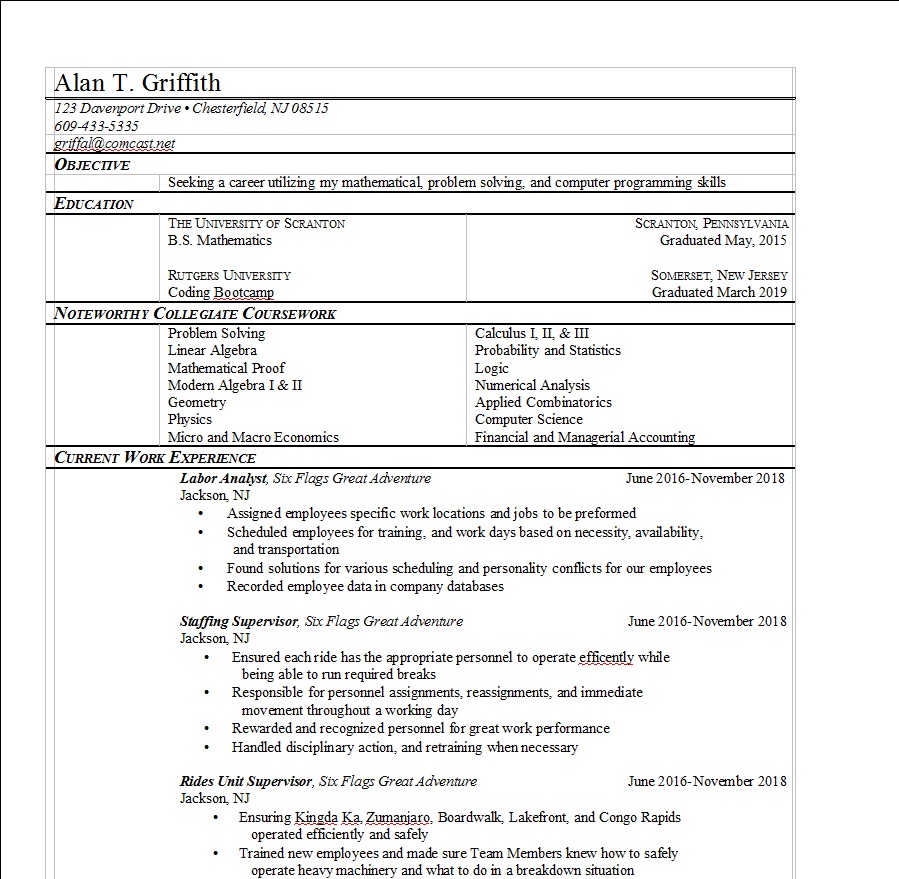 Alan T. Griffith
123 Davenport Drive • Chesterfield, NJ 08515
609-433-5335
griffal@comcast.net
OBJECTIVE
Seeking a career utilizing my mathematical, problem solving, and computer programming skills
EDUCATION
THE UNIVERSITY OF SCRANTON SCRANTON, PENNSYLVANIA
B.S. Mathematics Graduated May, 2015
RUTGERS UNIVERSITY SOMERSET, NEW JERSEY
Coding Bootcamp Graduated March 2019
NOTEWORTHY COLLEGIATE COURSEWORK
Problem Solving Calculus I, II, & III
Linear Algebra Probability and Statistics
Mathematical Proof Logic
Modern Algebra I & II Numerical Analysis
Geometry Applied Combinatorics
Physics Computer Science
Micro and Macro Economics Financial and Managerial Accounting
CURRENT WORK EXPERIENCE
Labor Analyst, Six Flags Great Adventure June 2016-November 2018
Jackson, NJ
• Assigned employees specific work locations and jobs to be preformed
• Scheduled employees for training, and work days based on necessity, availability,
and transportation
• Found solutions for various scheduling and personality conflicts for our employees
• Recorded employee data in company databases
Staffing Supervisor, Six Flags Great Adventure June 2016-November 2018
Jackson, NJ
• Ensured each ride has the appropriate personnel to operate efficently while
being able to run required breaks
• Responsible for personnel assignments, reassignments, and immediate
movement throughout a working day
• Rewarded and recognized personnel for great work performance
• Handled disciplinary action, and retraining when necessary
Rides Unit Supervisor, Six Flags Great Adventure June 2016-November 2018
Jackson, NJ
• Ensuring Kingda Ka, Zumanjaro, Boardwalk, Lakefront, and Congo Rapids
operated efficiently and safely
• Trained new employees and made sure Team Members knew how to safely
operate heavy machinery and what to do in a breakdown situation